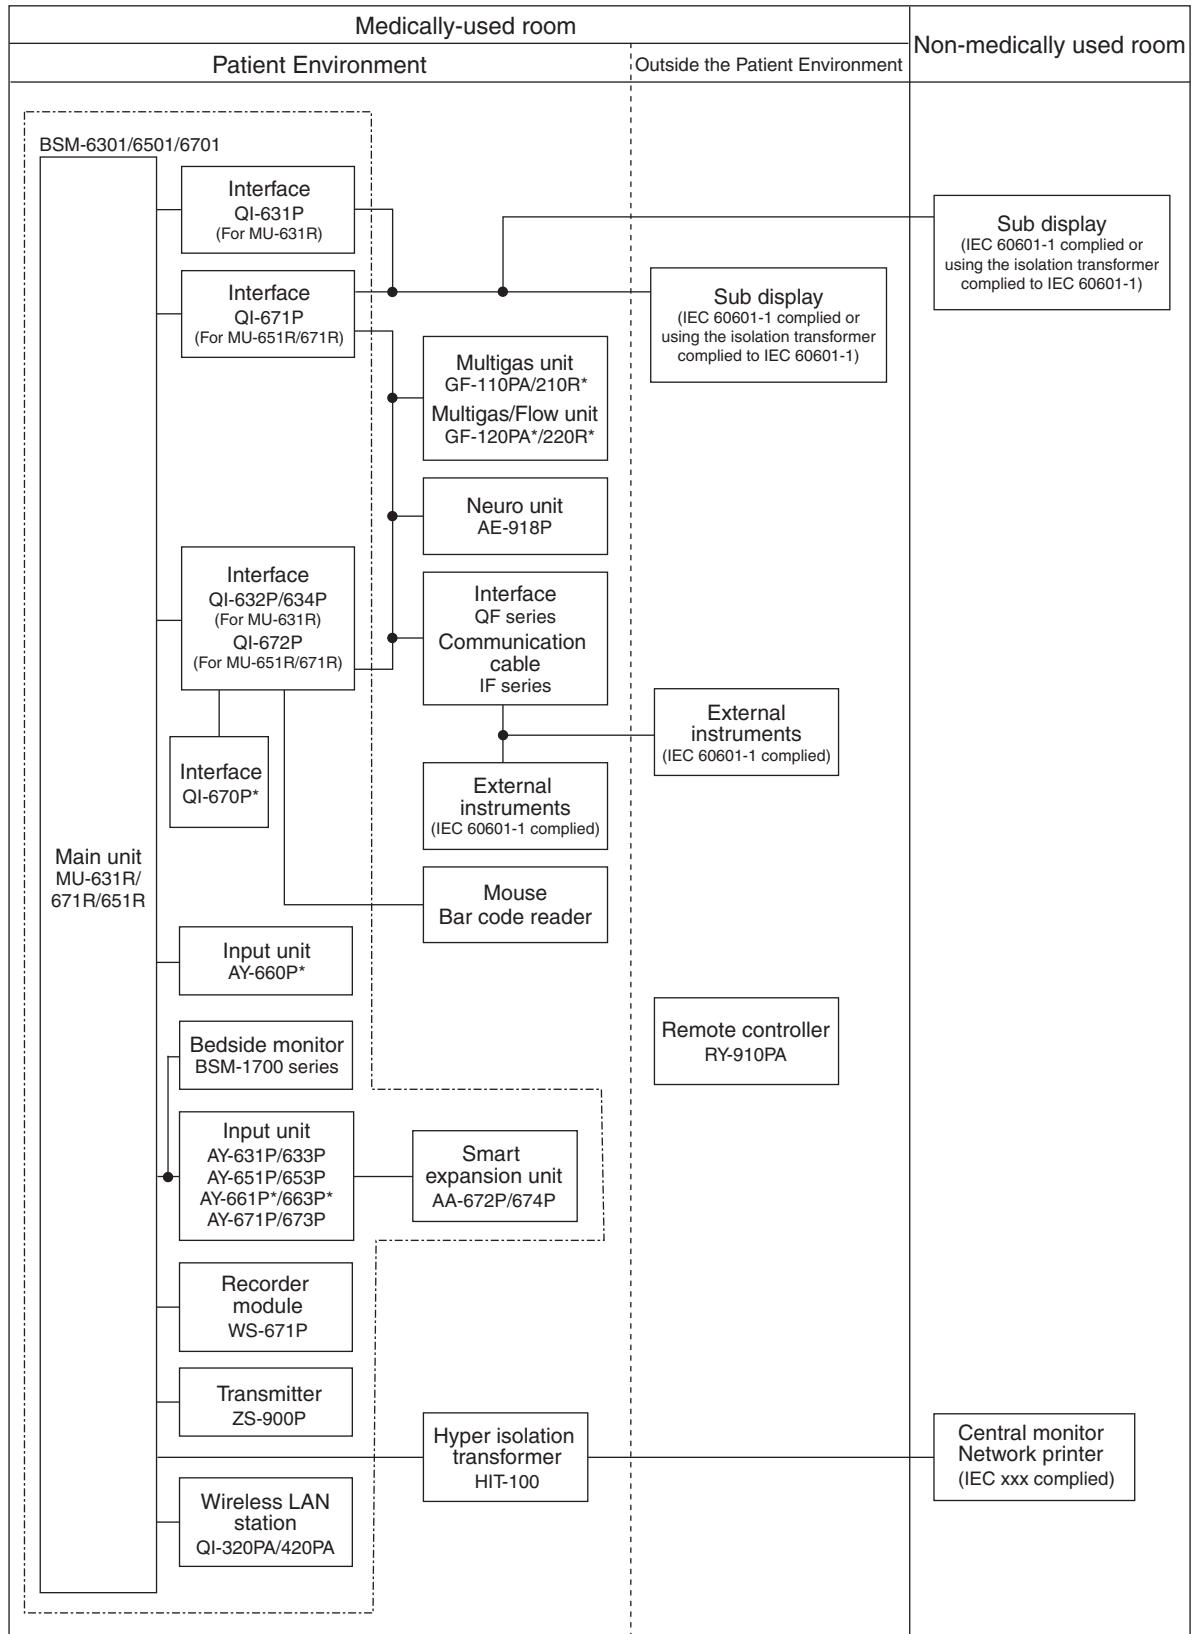 Medically-used room
Non-medically used room
Patient Environment
Outside the Patient Environment
BSM-6301/6501/6701
Interface
QI-631P
(For MU-631R)
Sub display
(IEC 60601-1 complied or
using the isolation transformer
complied to IEC 60601-1)
Interface
QI-671P
(For MU-651R/671R)
Sub display
(IEC 60601-1 complied or
using the isolation transformer
complied to IEC 60601-1)
Multigas unit
GF-110PA/210R*
Multigas/Flow unit
GF-120PA*/220R*
Neuro unit
AE-918P
Interface
QI-632P/634P
(For MU-631R)
QI-672P
(For MU-651R/671R)
Interface
QF series
Communication
cable
IF series
External
instruments
(IEC 60601-1 complied)
Interface
QI-670P*
External
instruments
(IEC 60601-1 complied)
Main unit
MU-631R/
671R/651R
Mouse
Bar code reader
Input unit
AY-660P*
Remote controller
RY-910PA
Bedside monitor
BSM-1700 series
Input unit
AY-631P/633P
AY-651P/653P
AY-661P*/663P*
AY-671P/673P
Smart
expansion unit
AA-672P/674P
Recorder
module
WS-671P
Transmitter
ZS-900P
Hyper isolation
transformer
HIT-100
Central monitor
Network printer
(IEC xxx complied)
Wireless LAN
station
QI-320PA/420PA